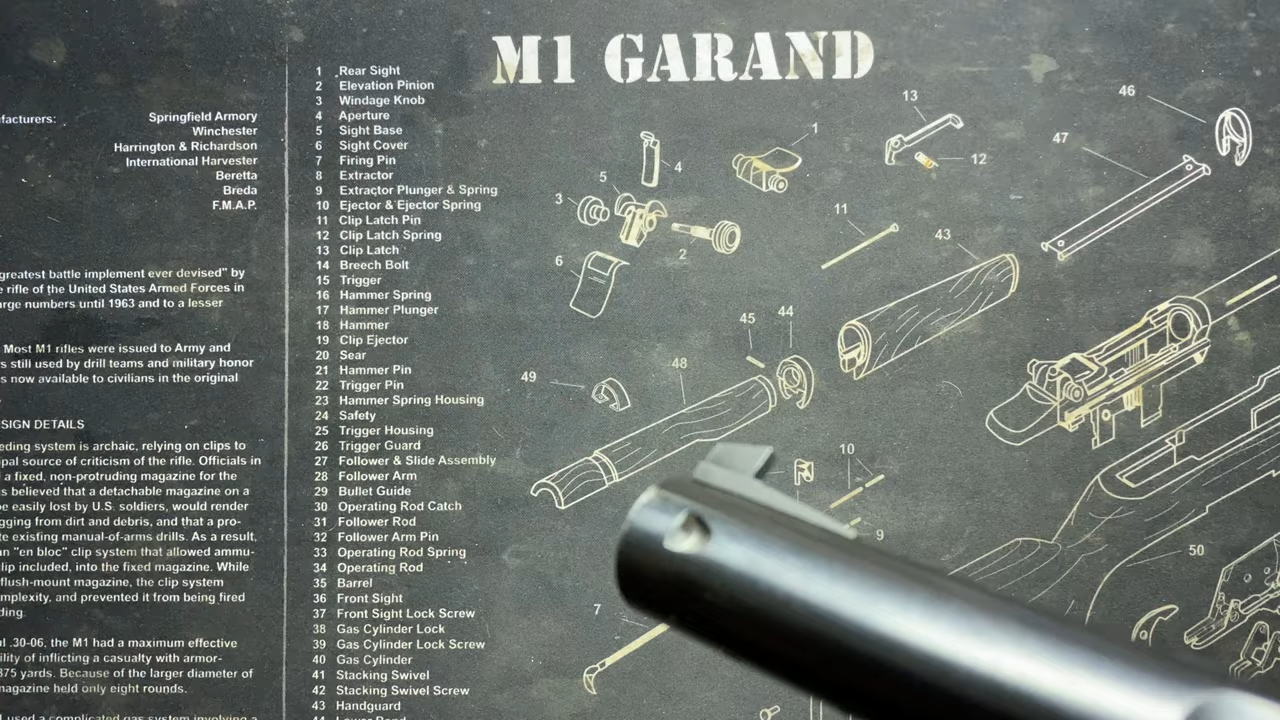 M1 GARAND
facturers:
Springfield Armory
Winchester
Harrington & Richardson
International Harvester
Beretta
Breda
F.M.A.P.
greatest battle implement ever devised" by
rifle of the United States Armed Forces in
large numbers until 1963 and to a lesser
Most M1 rifles were issued to Army and
still used by drill teams and military honor
now available to civilians in the original
SIGN DETAILS
eding system is archaic, relying on clips to
ipal source of criticism of the rifle. Officials in
a fixed, non-protruding magazine for the
s believed that a detachable magazine on a
be easily lost by U.S. soldiers, would render
gging from dirt and debris, and that a pro-
te existing manual-of-arms drills. As a result,
an "en bloc" clip system that allowed ammu-
clip included, into the fixed magazine. While
flush-mount magazine, the clip system
mplexity, and prevented it from being fired
ding.
.30-06, the M1 had a maximum effective
ility of inflicting a casualty with armor-
875 yards. Because of the larger diameter of
magazine held only eight rounds.
used a complicated gas system involving a
1 Rear Sight
2 Elevation Pinion
3 Windage Knob
4 Aperture
5 Sight Base
6 Sight Cover
7 Firing Pin
8 Extractor
9 Extractor Plunger & Spring
10 Ejector & Ejector Spring
11 Clip Latch Pin
12 Clip Latch Spring
13 Clip Latch
14 Breech Bolt
15 Trigger
16 Hammer Spring
17 Hammer Plunger
18 Hammer
19 Clip Ejector
20 Sear
21 Hammer Pin
22 Trigger Pin
23 Hammer Spring Housing
24 Safety
25 Trigger Housing
26 Trigger Guard
27 Follower & Slide Assembly
28 Follower Arm
29 Bullet Guide
30 Operating Rod Catch
31 Follower Rod
32 Follower Arm Pin
33 Operating Rod Spring
34 Operating Rod
35 Barrel
36 Front Sight
37 Front Sight Lock Screw
38 Gas Cylinder Lock
39 Gas Cylinder Lock Screw
40 Gas Cylinder
41 Stacking Swivel
42 Stacking Swivel Screw
43 Handguard
44 Lower Band
46
13
1
47
12
4
5
3
11
2
43
6
45
44
48
49
10
9
50
7